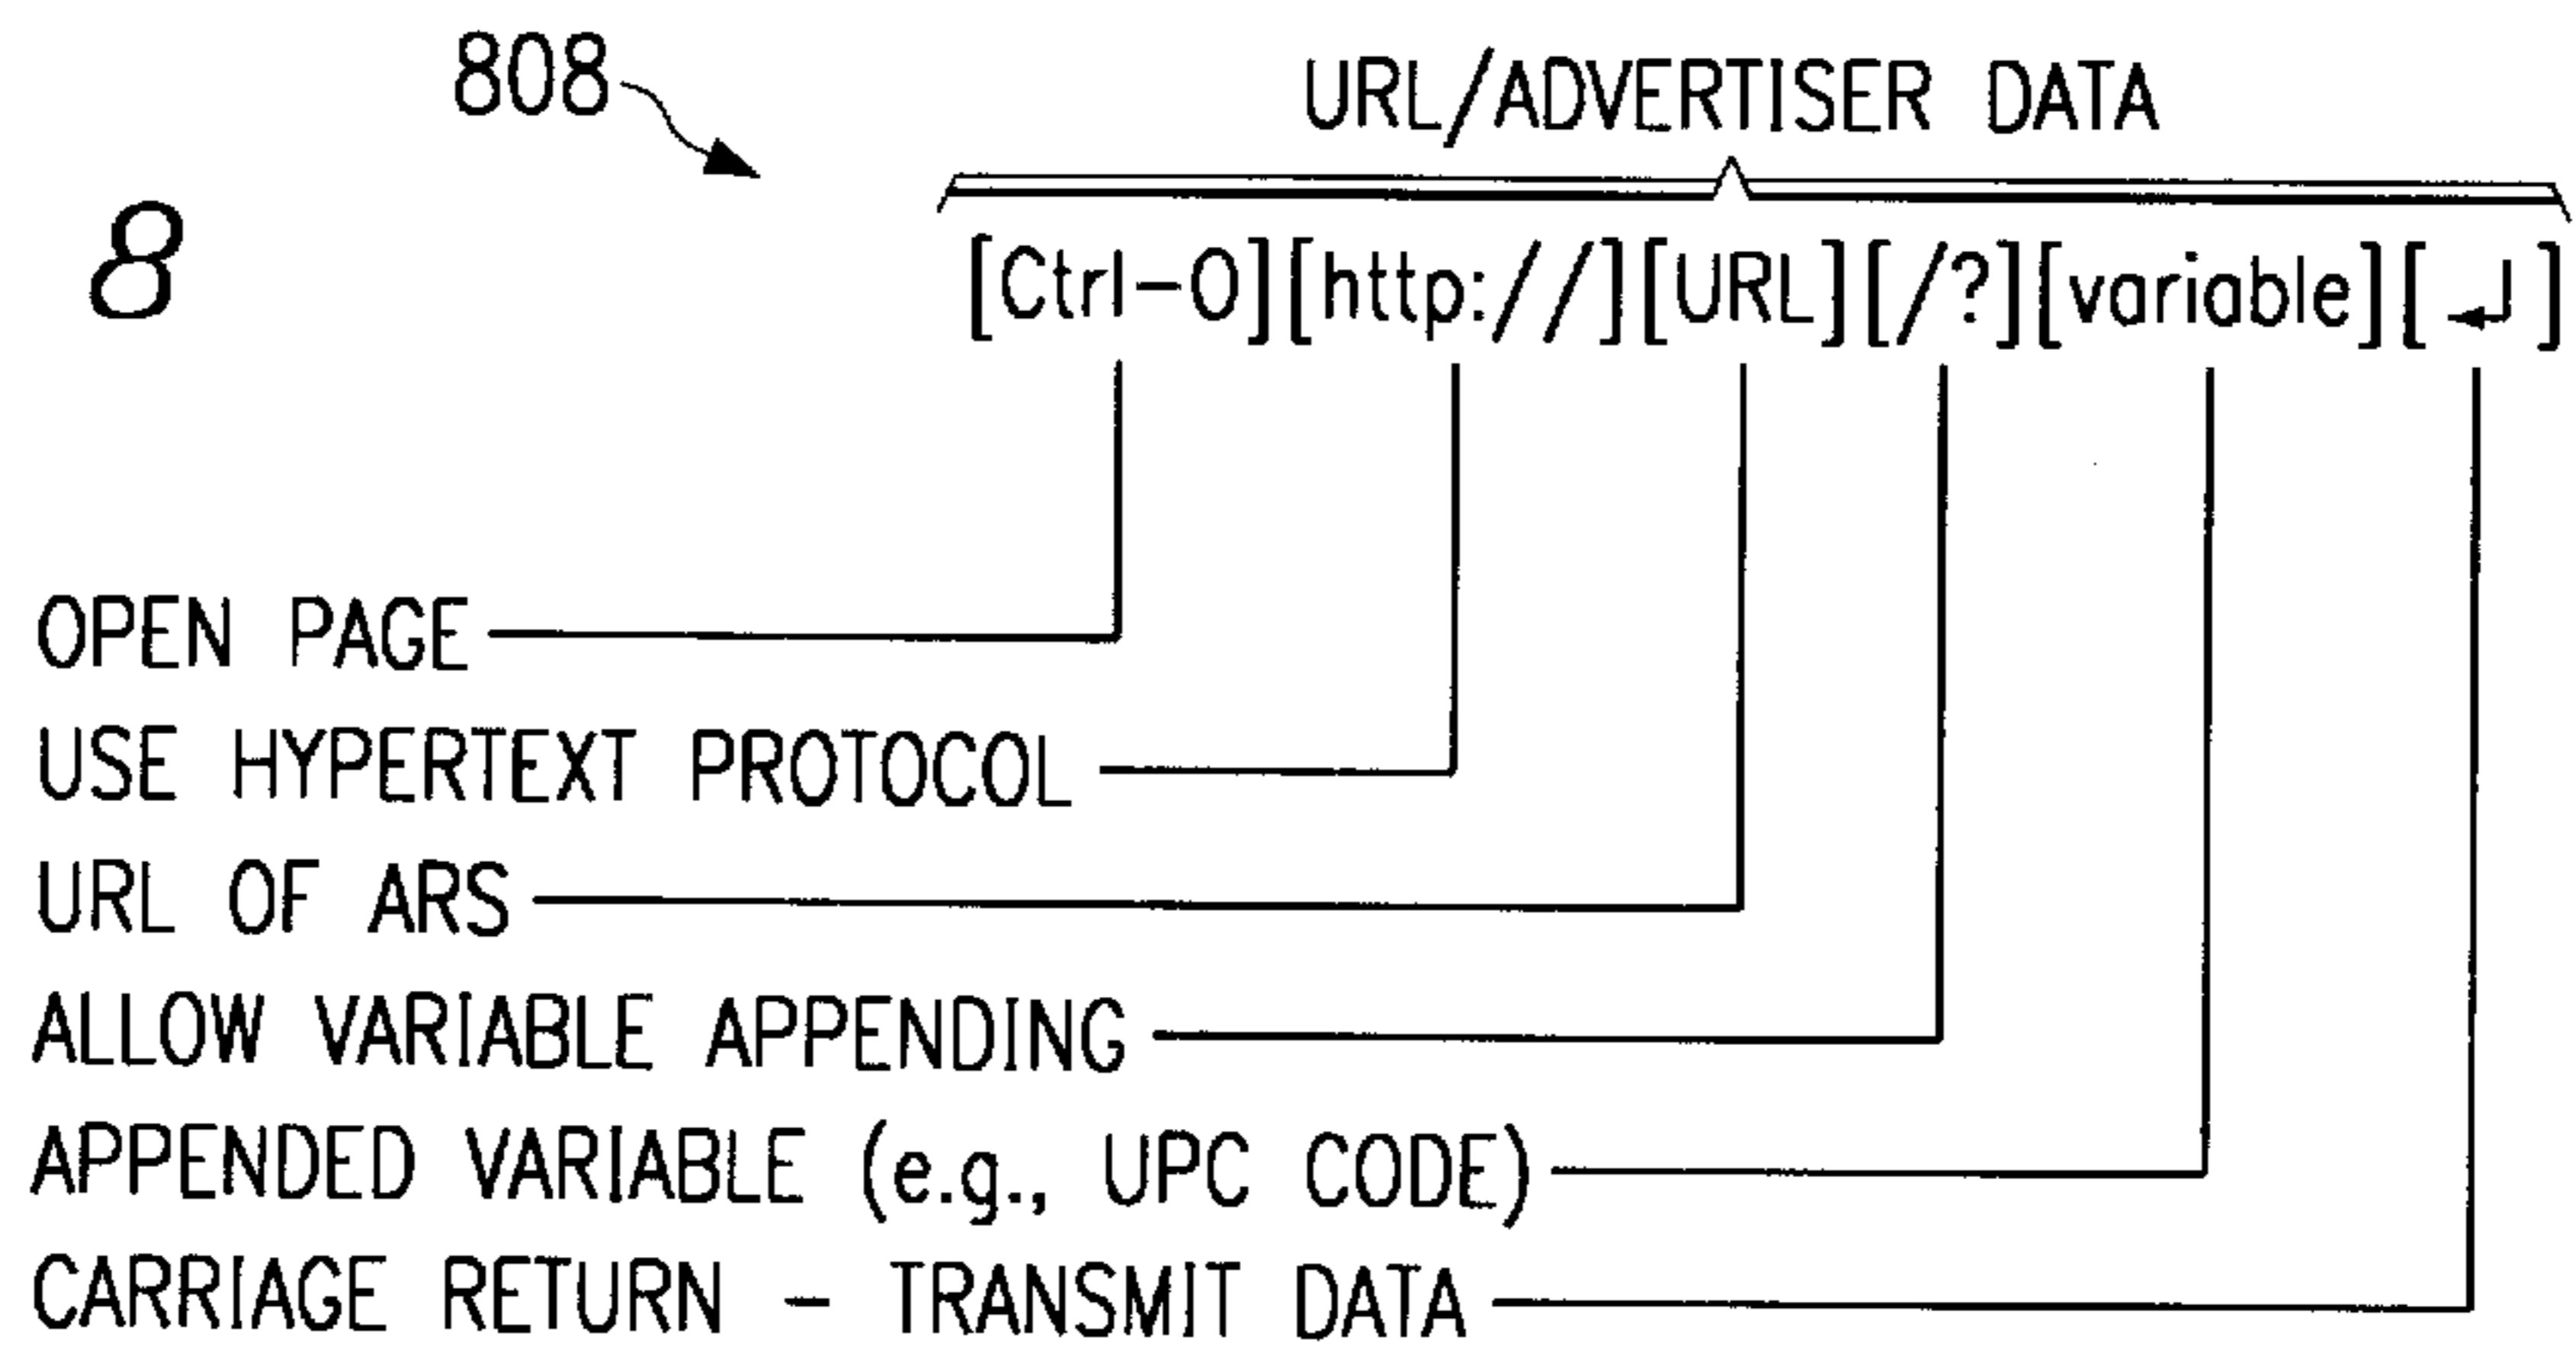 808
URL/ADVERTISER DATA
8
[Ctrl-O][http://][URL][/?][variable][↵]
OPEN PAGE
USE HYPERTEXT PROTOCOL
URL OF ARS
ALLOW VARIABLE APPENDING
APPENDED VARIABLE (e.g., UPC CODE)
CARRIAGE RETURN - TRANSMIT DATA